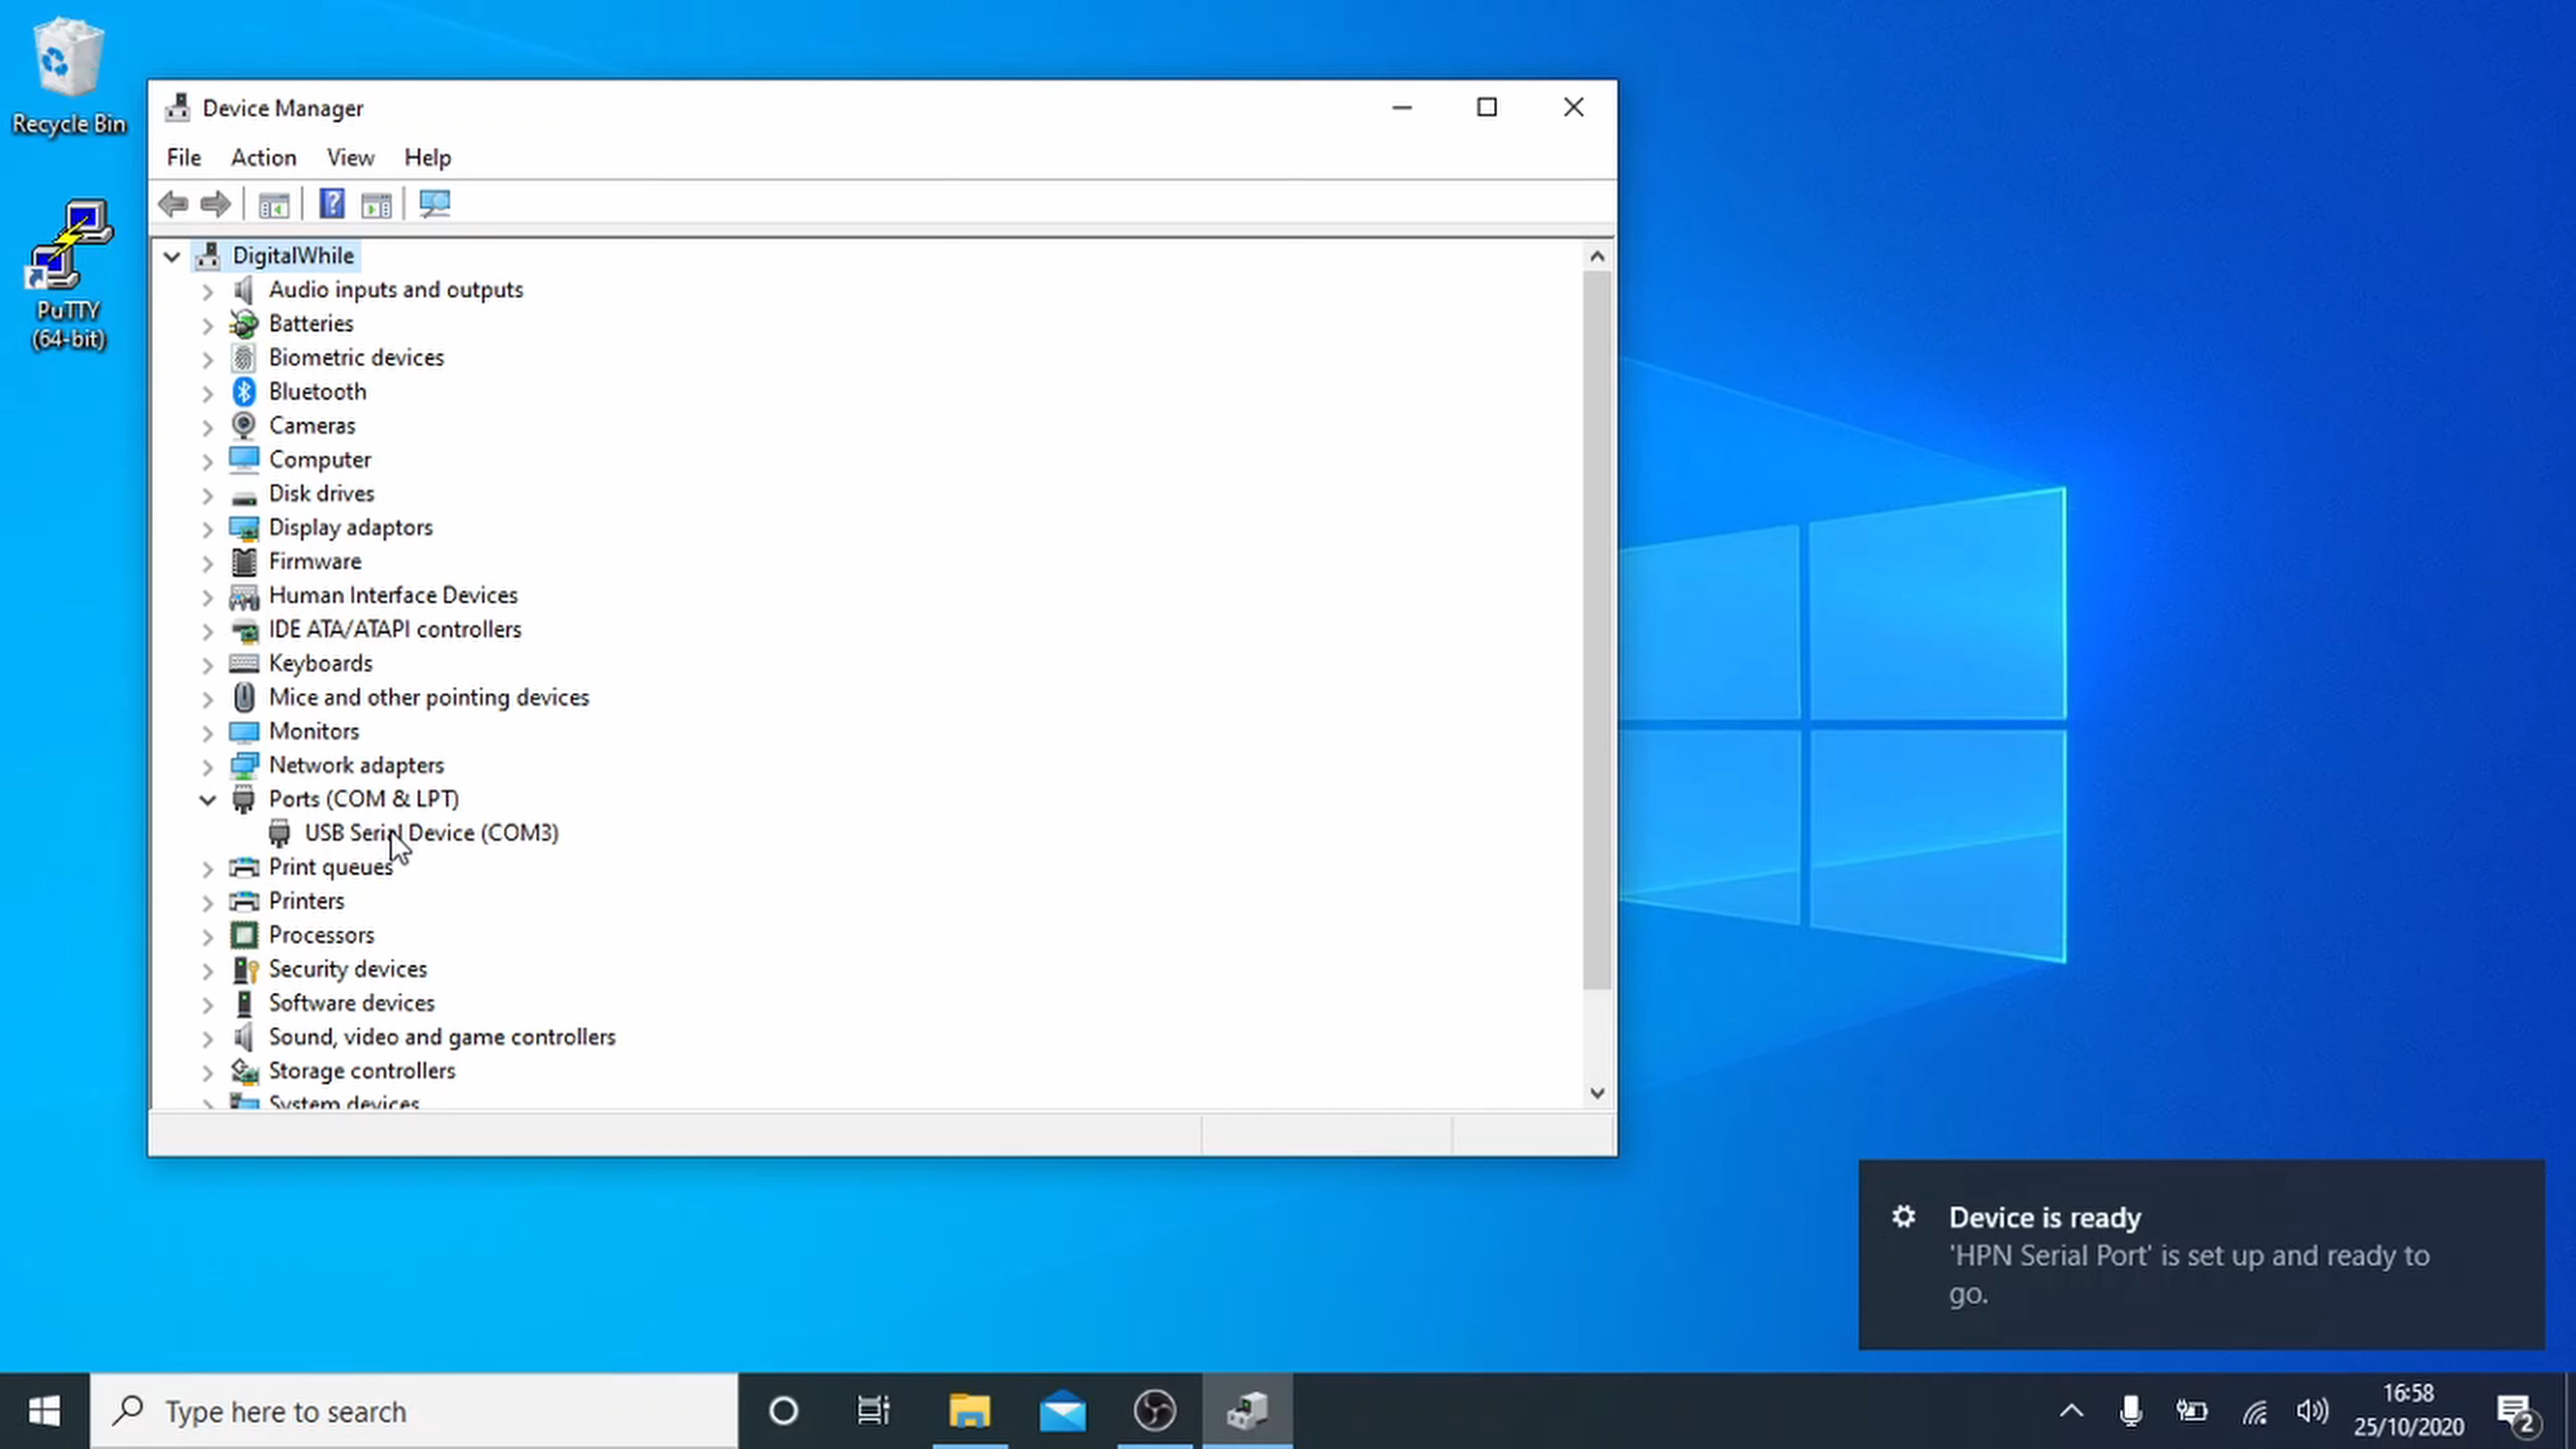 Recycle Bin
PuTTY
(64-bit)
Device Manager
File Action View Help
DigitalWhile
Audio inputs and outputs
Batteries
Biometric devices
Bluetooth
Cameras
Computer
Disk drives
Display adaptors
Firmware
Human Interface Devices
IDE ATA/ATAPI controllers
Keyboards
Mice and other pointing devices
Monitors
Network adapters
Ports (COM & LPT)
USB Serial Device (COM3)
Print queues
Printers
Processors
Security devices
Software devices
Sound, video and game controllers
Storage controllers
System devices
Device is ready
'HPN Serial Port' is set up and ready to
go.
Type here to search
16:58
25/10/2020
2